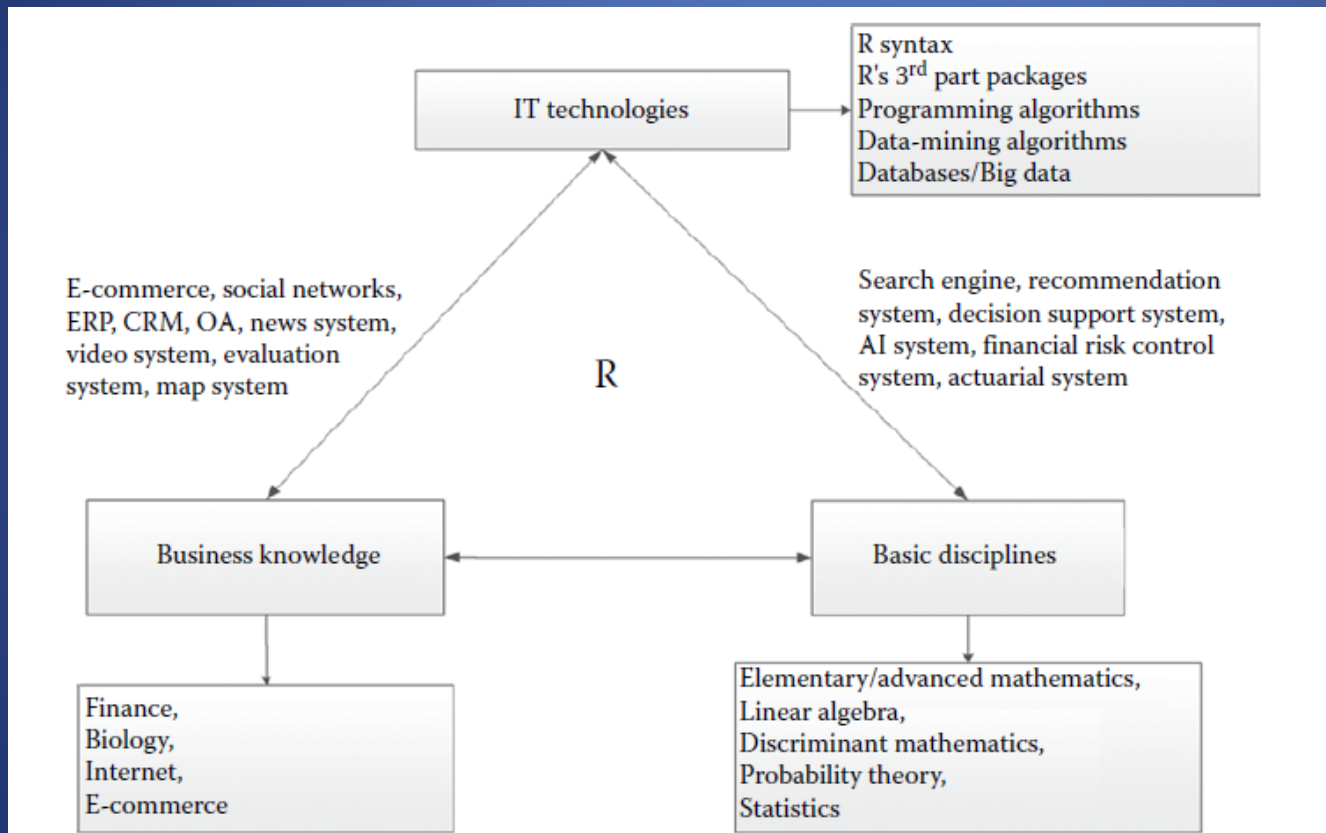 IT technologies
R syntax
R's 3rd part packages
Programming algorithms
Data-mining algorithms
Databases/Big data
E-commerce, social networks,
ERP, CRM, OA, news system,
video system, evaluation
system, map system
R
Search engine, recommendation
system, decision support system,
AI system, financial risk control
system, actuarial system
Business knowledge
Basic disciplines
Finance,
Biology,
Internet,
E-commerce
Elementary/advanced mathematics,
Linear algebra,
Discriminant mathematics,
Probability theory,
Statistics